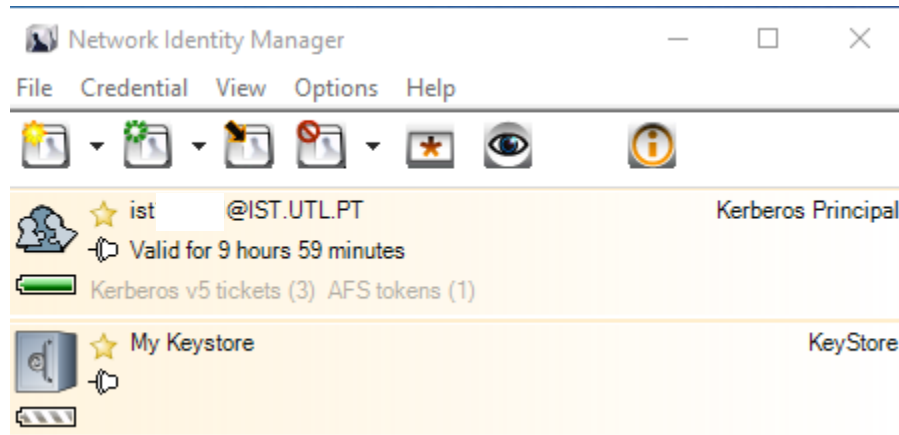 Network Identity Manager
File Credential View Options Help
ist @IST.UTL.PT Kerberos Principal
Valid for 9 hours 59 minutes
Kerberos v5 tickets (3) AFS tokens (1)
My Keystore KeyStore